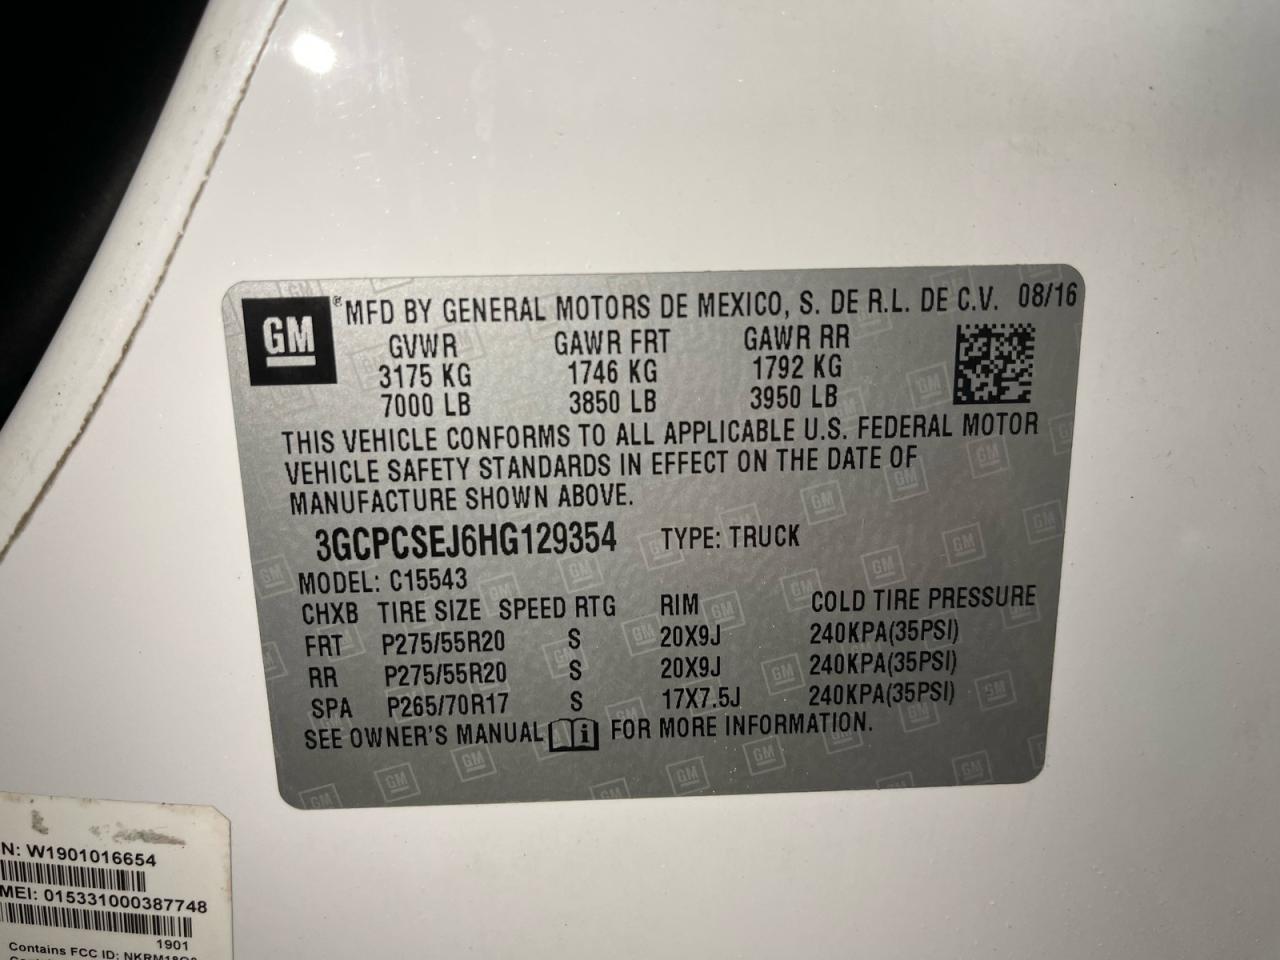 GM ® MFD BY GENERAL MOTORS DE MEXICO, S. DE R.L. DE C.V. 08/16
GVWR GAWR FRT GAWR RR
3175 KG 1746 KG 1792 KG
7000 LB 3850 LB 3950 LB
THIS VEHICLE CONFORMS TO ALL APPLICABLE U.S. FEDERAL MOTOR
VEHICLE SAFETY STANDARDS IN EFFECT ON THE DATE OF
MANUFACTURE SHOWN ABOVE.
3GCPCSEJ6HG129354 TYPE: TRUCK
MODEL: C15543
CHXB TIRE SIZE SPEED RTG RIM COLD TIRE PRESSURE
FRT P275/55R20 S 20X9J 240KPA(35PSI)
RR P275/55R20 S 20X9J 240KPA(35PSI)
SPA P265/70R17 S 17X7.5J 240KPA(35PSI)
SEE OWNER'S MANUAL FOR MORE INFORMATION.
N: W1901016654
MEI: 015331000387748
1901
Contains FCC ID: